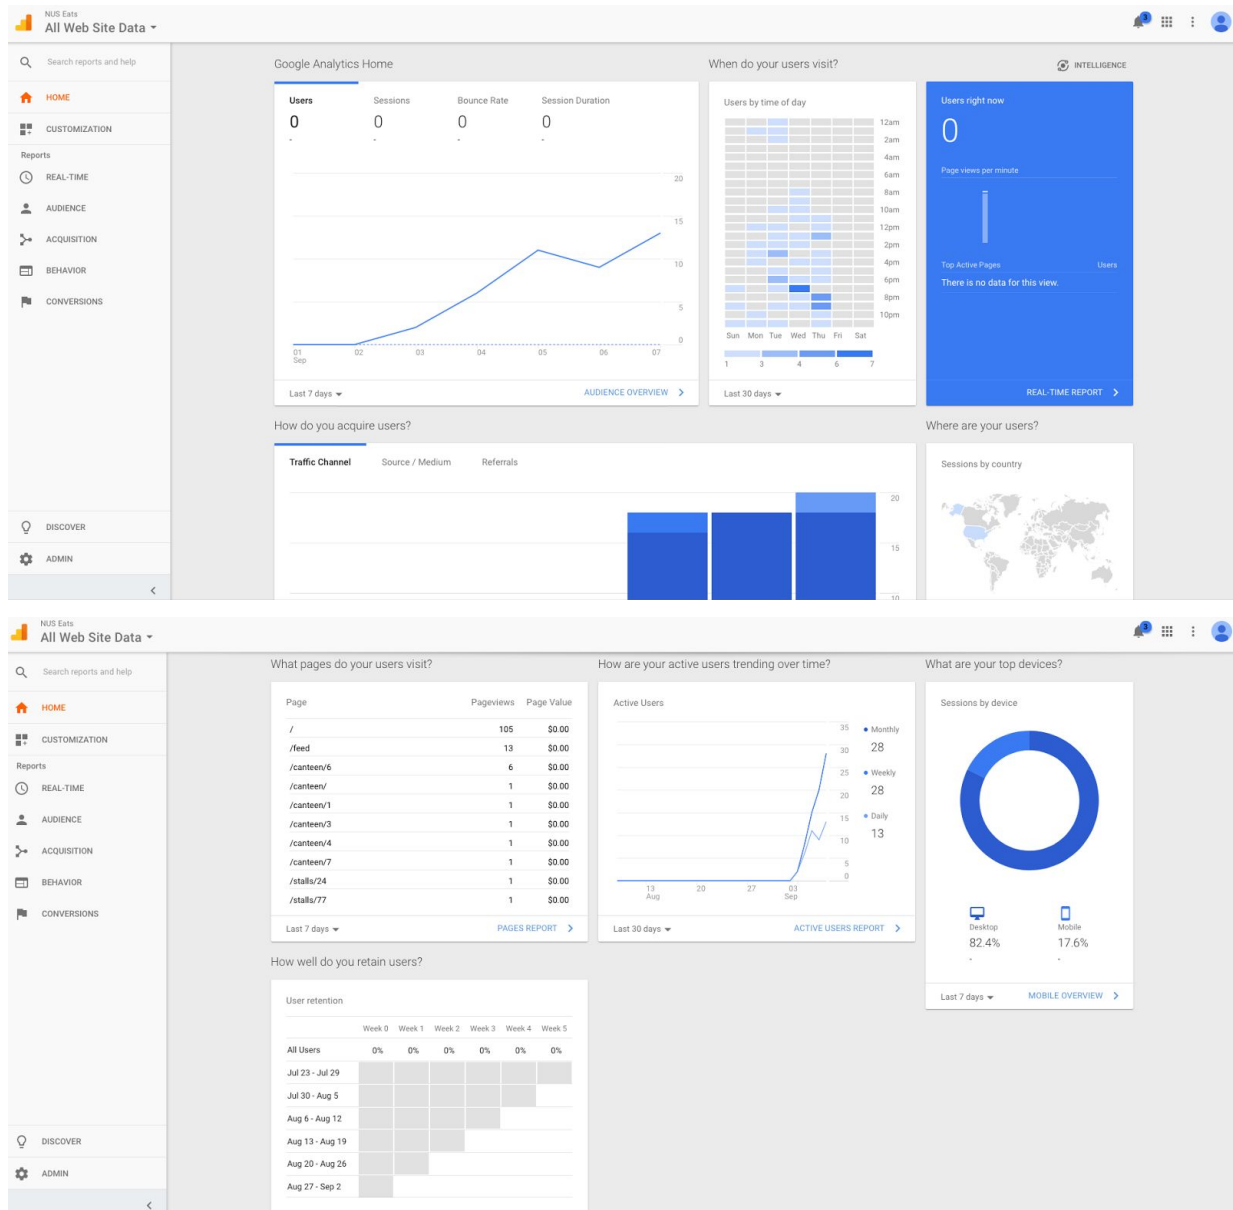 NUS Eats
All Web Site Data
3
Search reports and help
HOME
CUSTOMIZATION
Reports
REAL-TIME
AUDIENCE
ACQUISITION
BEHAVIOR
CONVERSIONS
DISCOVER
ADMIN
Google Analytics Home
Users Sessions Bounce Rate Session Duration
0 0 0 0
- - - -
20
15
10
5
0
01 02 03 04 05 06 07
Sep
Last 7 days
AUDIENCE OVERVIEW
When do your users visit?
Users by time of day
12am
2am
4am
6am
8am
10am
12pm
2pm
4pm
6pm
8pm
10pm
Sun Mon Tue Wed Thu Fri Sat
1 3 4 6 7
Last 30 days
INTELLIGENCE
Users right now
0
Page views per minute
Top Active Pages Users
There is no data for this view.
REAL-TIME REPORT
How do you acquire users?
Traffic Channel Source / Medium Referrals
20
15
10
Where are your users?
Sessions by country
NUS Eats
All Web Site Data
3
Search reports and help
HOME
CUSTOMIZATION
Reports
REAL-TIME
AUDIENCE
ACQUISITION
BEHAVIOR
CONVERSIONS
DISCOVER
ADMIN
What pages do your users visit?
Page Pageviews Page Value
/ 105 $0.00
/feed 13 $0.00
/canteen/6 6 $0.00
/canteen/ 1 $0.00
/canteen/1 1 $0.00
/canteen/3 1 $0.00
/canteen/4 1 $0.00
/canteen/7 1 $0.00
/stalls/24 1 $0.00
/stalls/77 1 $0.00
Last 7 days
PAGES REPORT
How are your active users trending over time?
Active Users
35
30
25
20
15
10
5
0
13 20 27 03
Aug Sep
Monthly
28
Weekly
28
Daily
13
Last 30 days
ACTIVE USERS REPORT
What are your top devices?
Sessions by device
Desktop Mobile
82.4% 17.6%
- -
Last 7 days
MOBILE OVERVIEW
How well do you retain users?
User retention
Week 0 Week 1 Week 2 Week 3 Week 4 Week 5
All Users 0% 0% 0% 0% 0% 0%
Jul 23 - Jul 29
Jul 30 - Aug 5
Aug 6 - Aug 12
Aug 13 - Aug 19
Aug 20 - Aug 26
Aug 27 - Sep 2